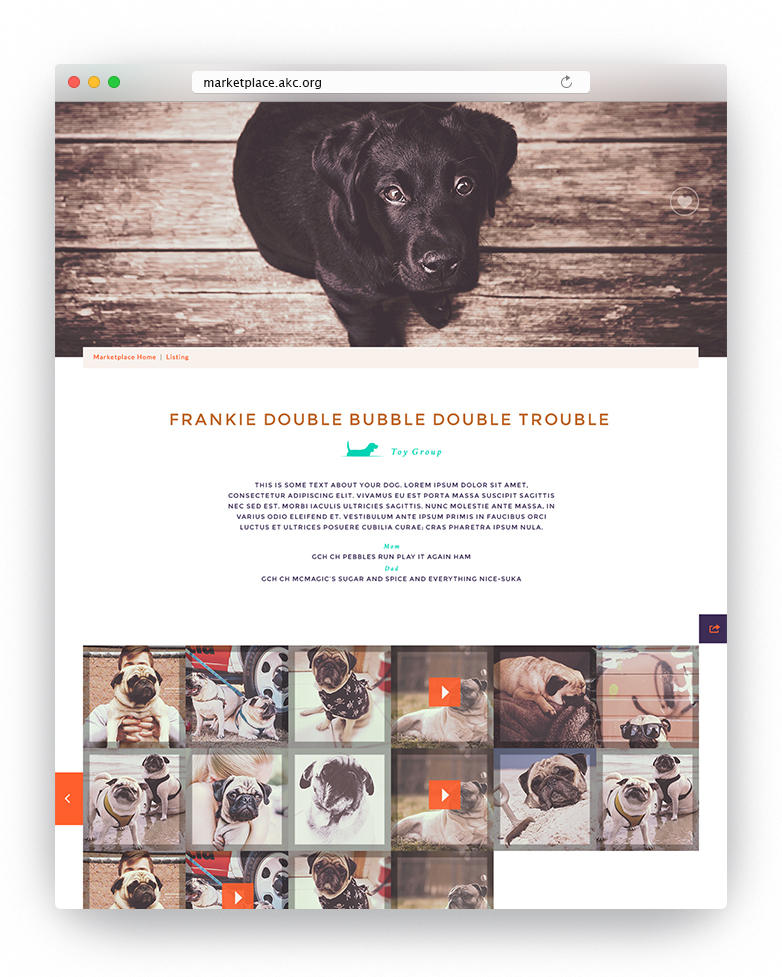 marketplace.akc.org
Marketplace Home | Listing
FRANKIE DOUBLE BUBBLE DOUBLE TROUBLE
Toy Group
THIS IS SOME TEXT ABOUT YOUR DOG. LOREM IPSUM DOLOR SIT AMET,
CONSECTETUR ADIPISCING ELIT. VIVAMUS EU EST PORTA MASSA SUSCIPIT SAGITTIS
NEC SED EST. MORBI IACULIS ULTRICIES SAGITTIS. NUNC MOLESTIE ANTE MASSA, IN
VARIUS ODIO ELEIFEND ET. VESTIBULUM ANTE IPSUM PRIMIS IN FAUCIBUS ORCI
LUCTUS ET ULTRICES POSUERE CUBILIA CURAE; CRAS PHARETRA IPSUM NULA.
Mom
GCH CH PEBBLES RUN PLAY IT AGAIN HAM
Dad
GCH CH MCMAGIC'S SUGAR AND SPICE AND EVERYTHING NICE-SUKA